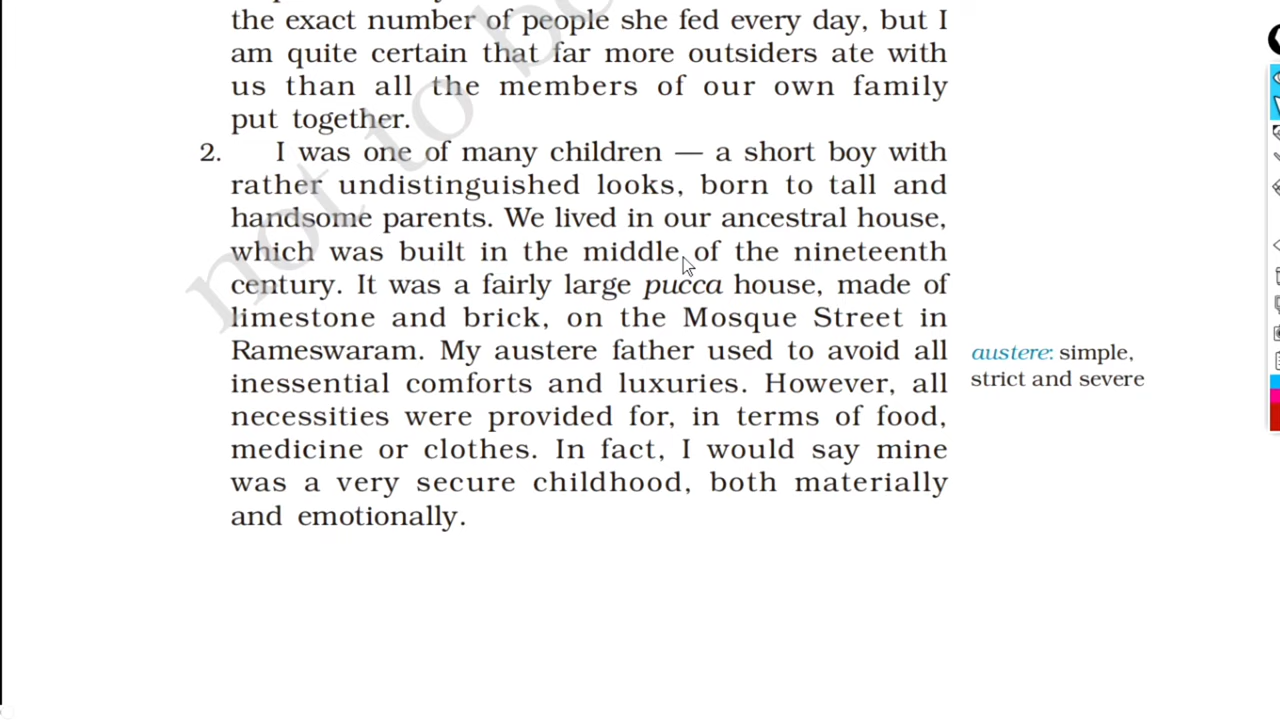 the exact number of people she fed every day, but I
am quite certain that far more outsiders ate with
us than all the members of our own family
put together.
2. I was one of many children — a short boy with
rather undistinguished looks, born to tall and
handsome parents. We lived in our ancestral house,
which was built in the middle of the nineteenth
century. It was a fairly large pucca house, made of
limestone and brick, on the Mosque Street in
Rameswaram. My austere father used to avoid all
inessential comforts and luxuries. However, all
necessities were provided for, in terms of food,
medicine or clothes. In fact, I would say mine
was a very secure childhood, both materially
and emotionally.
austere: simple,
strict and severe
not to be